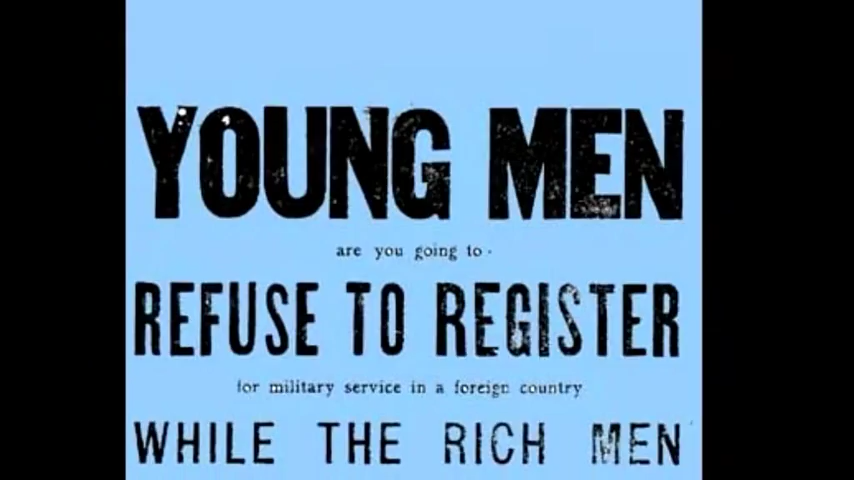 YOUNG MEN
are you going to
REFUSE TO REGISTER
for military service in a foreign country
WHILE THE RICH MEN